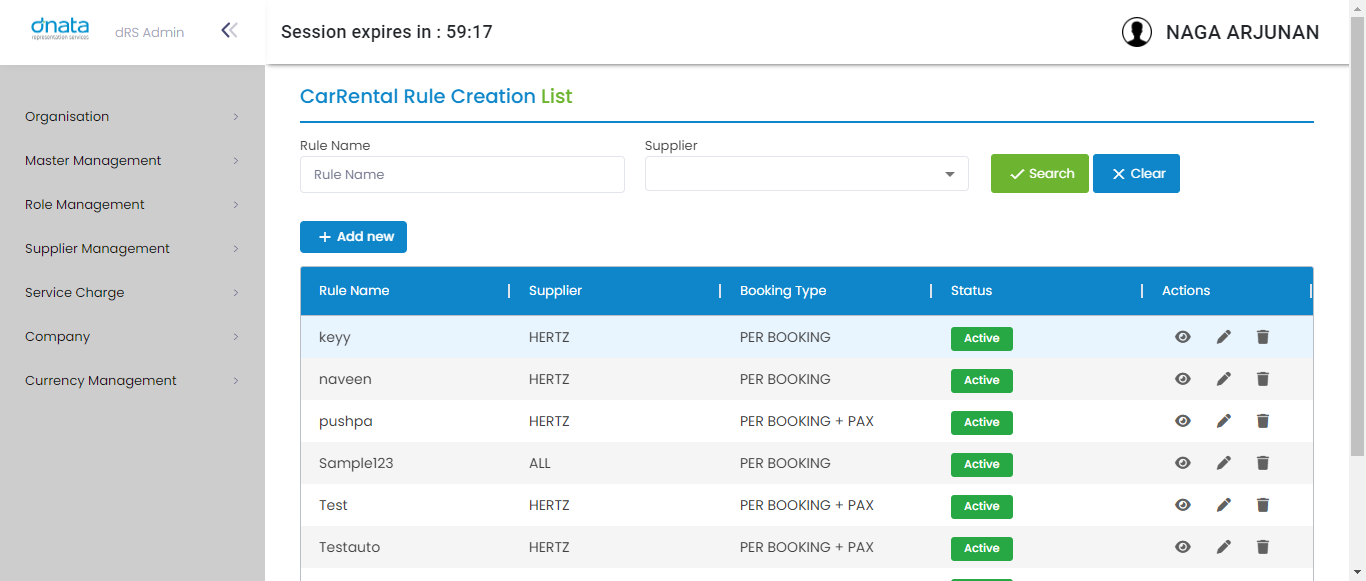 dnata
representation services
dRS Admin
Session expires in : 59:17
NAGA ARJUNAN
Organisation
Master Management
Role Management
Supplier Management
Service Charge
Company
Currency Management
CarRental Rule Creation List
Rule Name
Supplier
Rule Name
Search
Clear
+ Add new
Rule Name Supplier Booking Type Status Actions
keyy HERTZ PER BOOKING Active
naveen HERTZ PER BOOKING Active
pushpa HERTZ PER BOOKING + PAX Active
Sample123 ALL PER BOOKING Active
Test HERTZ PER BOOKING + PAX Active
Testauto HERTZ PER BOOKING + PAX Active